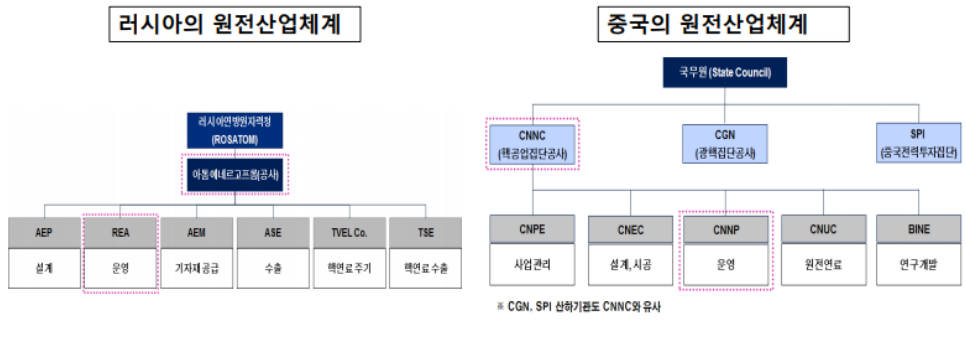 러시아의 원전산업체계
러시아연방원자력청
(ROSATOM)
아톰에네르고프롬(공사)
AEP
REA
AEM
ASE
TVEL Co.
TSE
설계
운영
기자재 공급
수출
핵연료 주기
핵연료 수출
중국의 원전산업체계
국무원 (State Council)
CNNC
(핵공업집단공사)
CGN
(광핵집단공사)
SPI
(중국전력투자집단)
CNPE
CNEC
CNNP
CNUC
BINE
사업관리
설계, 시공
운영
원전연료
연구개발
※ CGN, SPI 산하기관도 CNNC와 유사